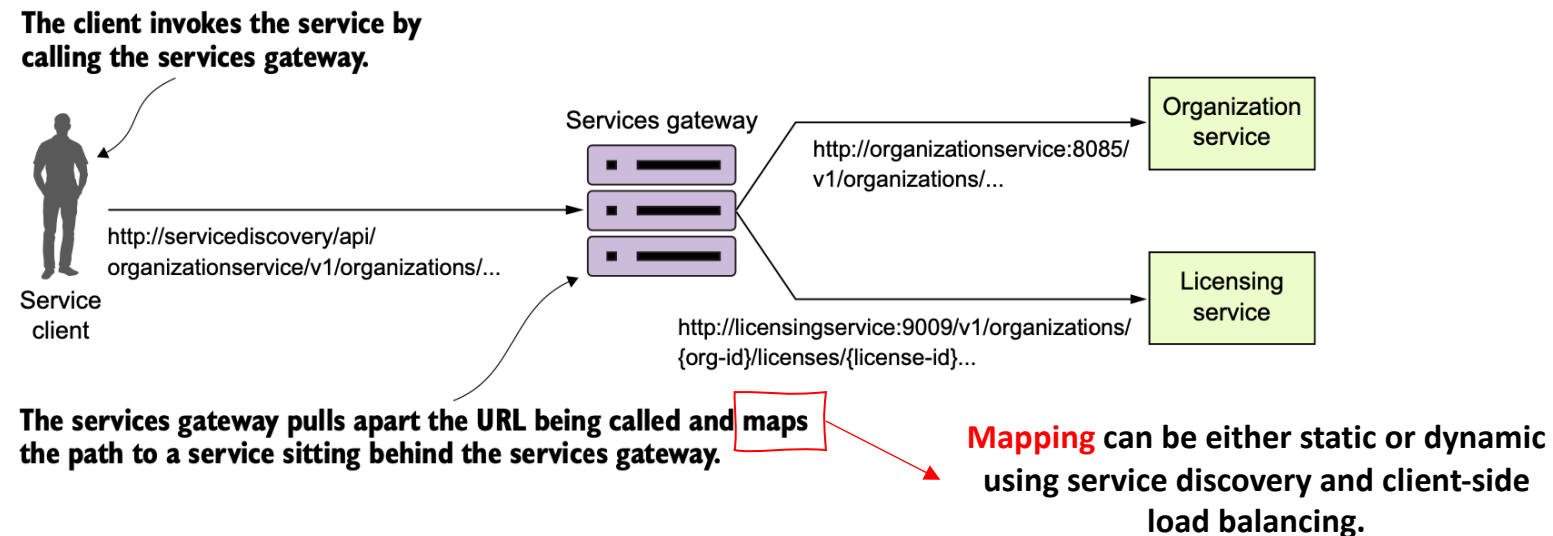 The client invokes the service by
calling the services gateway.
Services gateway
Organization
service
http://organizationservice:8085/
v1/organizations/...
http://servicediscovery/api/
organizationservice/v1/organizations/...
Service
client
Licensing
service
http://licensingservice:9009/v1/organizations/
{org-id}/licenses/{license-id}...
The services gateway pulls apart the URL being called and maps
the path to a service sitting behind the services gateway.
Mapping can be either static or dynamic
using service discovery and client-side
load balancing.